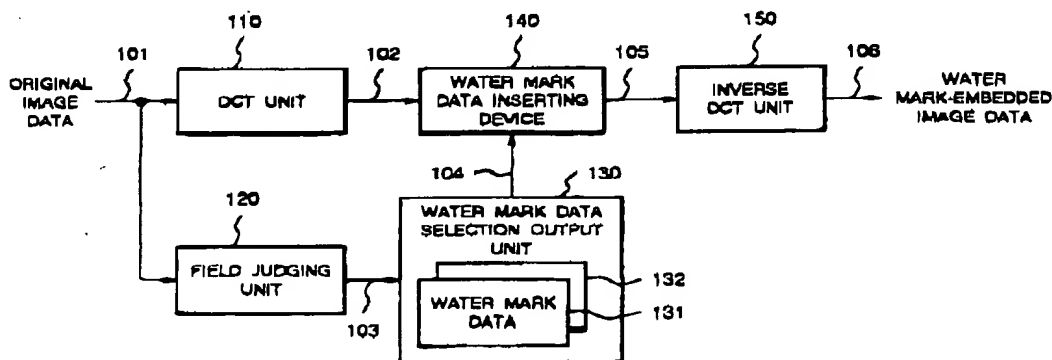 110
140
150
101
102
105
106
ORIGINAL
IMAGE
DATA
DCT UNIT
WATER MARK
DATA INSERTING
DEVICE
INVERSE
DCT UNIT
WATER
MARK-EMBEDDED
IMAGE DATA
104
130
120
WATER MARK DATA
SELECTION OUTPUT
UNIT
FIELD JUDGING
UNIT
103
132
WATER MARK
DATA
131